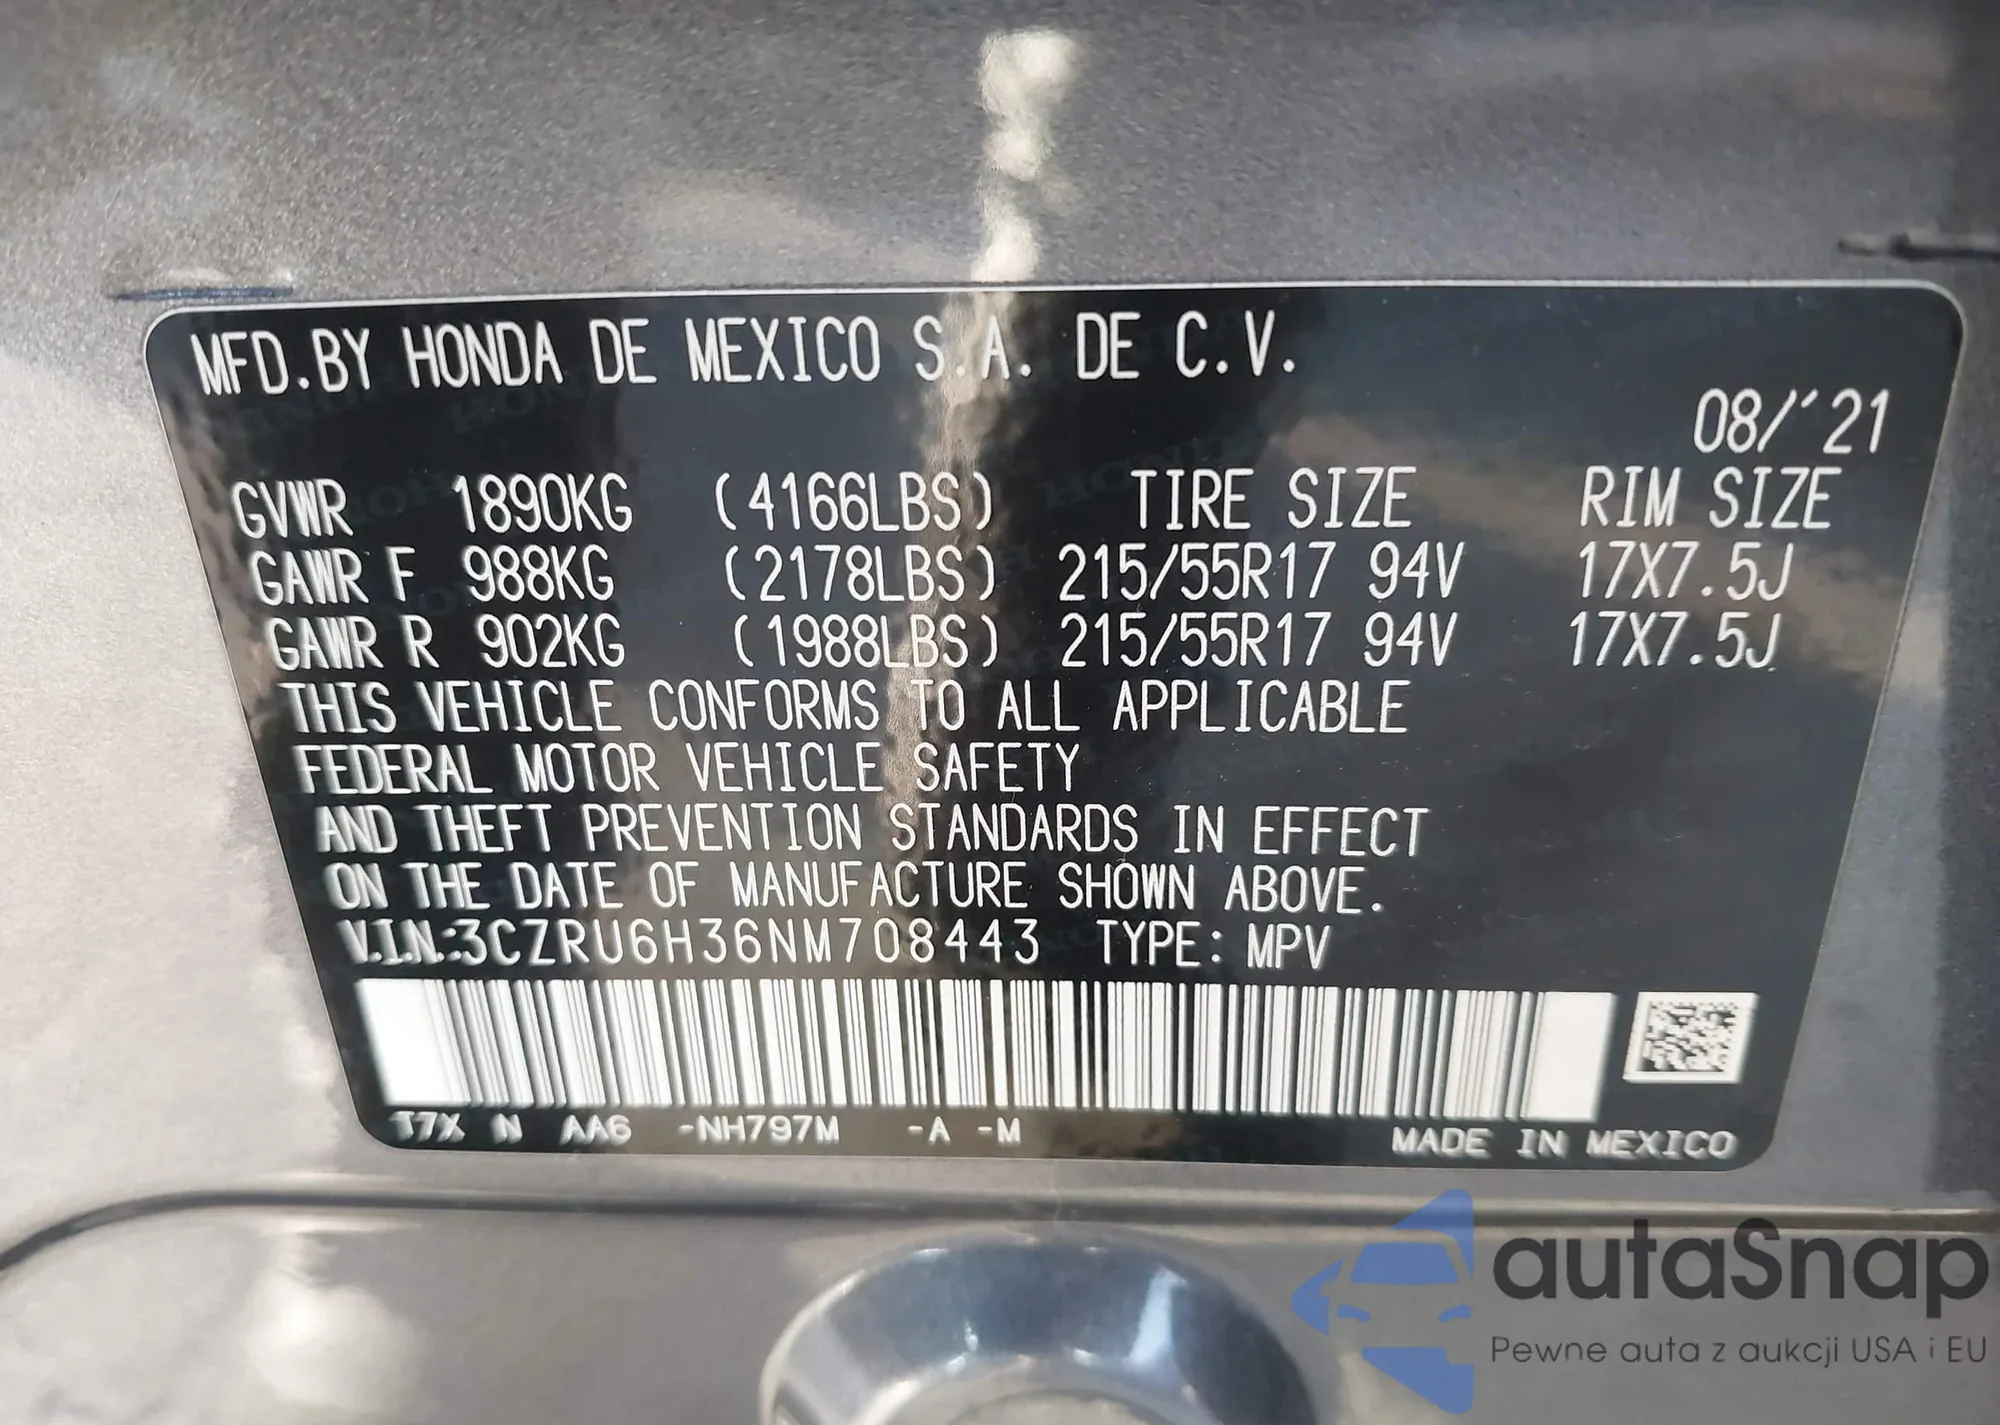 MFD.BY HONDA DE MEXICO S.A. DE C.V.
08/'21
GVWR 1890KG (4166LBS) TIRE SIZE RIM SIZE
GAWR F 988KG (2178LBS) 215/55R17 94V 17X7.5J
GAWR R 902KG (1988LBS) 215/55R17 94V 17X7.5J
THIS VEHICLE CONFORMS TO ALL APPLICABLE
FEDERAL MOTOR VEHICLE SAFETY
AND THEFT PREVENTION STANDARDS IN EFFECT
ON THE DATE OF MANUFACTURE SHOWN ABOVE.
V.I.N.:3CZRU6H36NM708443 TYPE: MPV
T7X N AA6 -NH797M -A -M MADE IN MEXICO
autaSnap
Pewne auta z aukcji USA i EU